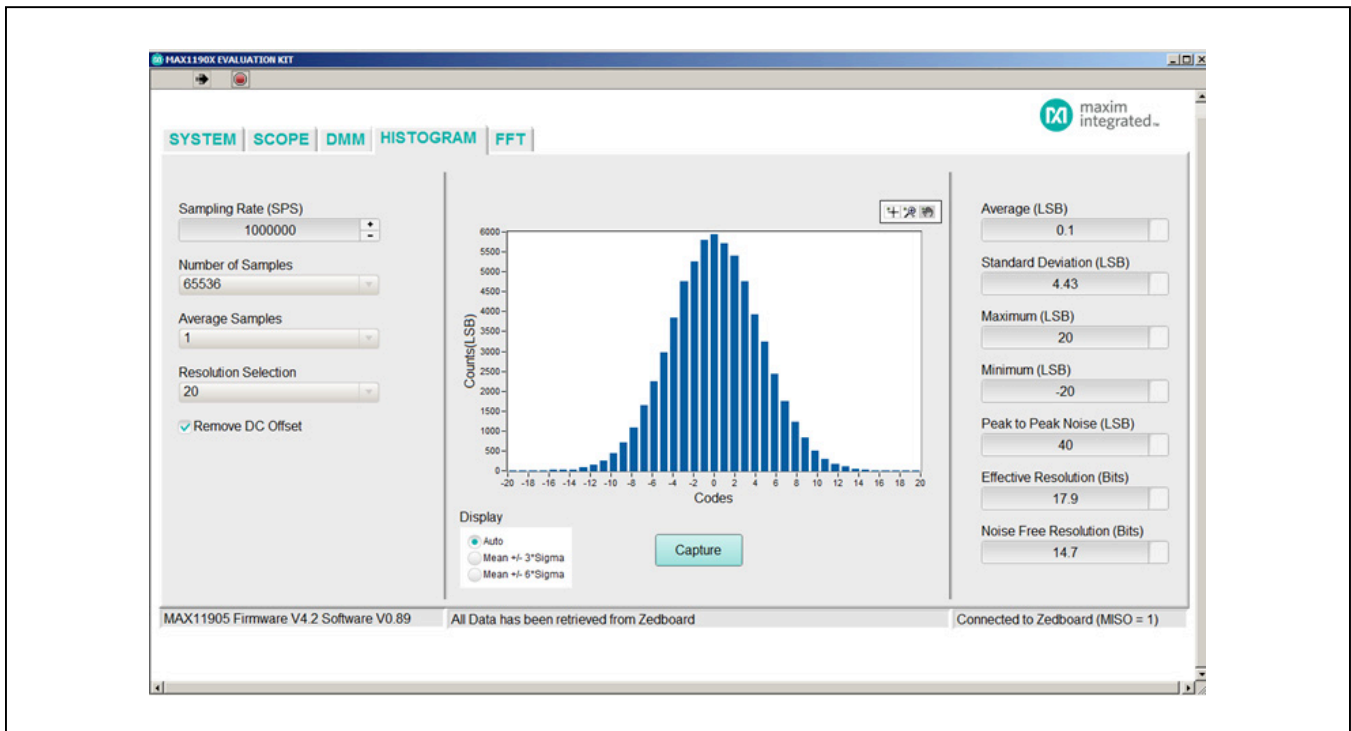 MAX1190X EVALUATION KIT
maxim
integrated™
SYSTEM SCOPE DMM HISTOGRAM FFT
Sampling Rate (SPS)
1000000
Number of Samples
65536
Average Samples
1
Resolution Selection
20
Remove DC Offset
6000
5500
5000
4500
4000
3500
3000
2500
2000
1500
1000
500
0
Counts(LSB)
-20 -18 -16 -14 -12 -10 -8 -6 -4 -2 0 2 4 6 8 10 12 14 16 18 20
Codes
Display
Auto
Mean +/- 3*Sigma
Mean +/- 6*Sigma
Capture
Average (LSB)
0.1
Standard Deviation (LSB)
4.43
Maximum (LSB)
20
Minimum (LSB)
-20
Peak to Peak Noise (LSB)
40
Effective Resolution (Bits)
17.9
Noise Free Resolution (Bits)
14.7
MAX11905 Firmware V4.2 Software V0.89
All Data has been retrieved from Zedboard
Connected to Zedboard (MISO = 1)